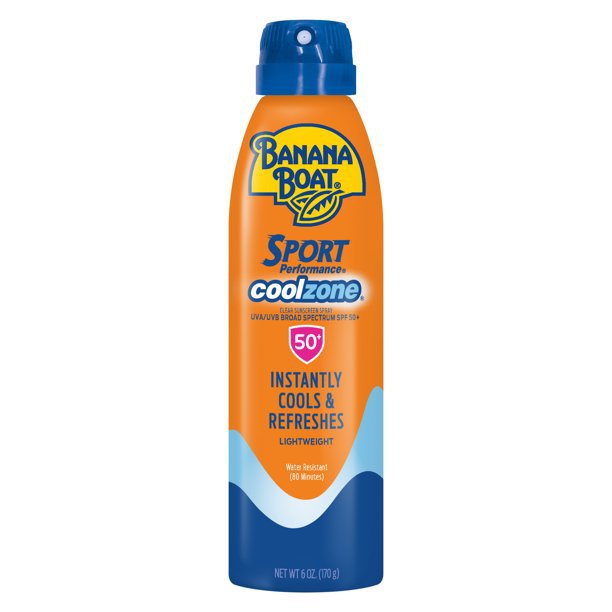 BANANA
BOAT®
SPORT
Performance®
coolzone®
CLEAR SUNSCREEN SPRAY
UVA/UVB BROAD SPECTRUM SPF 50+
50+
INSTANTLY
COOLS &
REFRESHES
LIGHTWEIGHT
Water Resistant
(80 Minutes)
NET WT 6 OZ. (170 g)